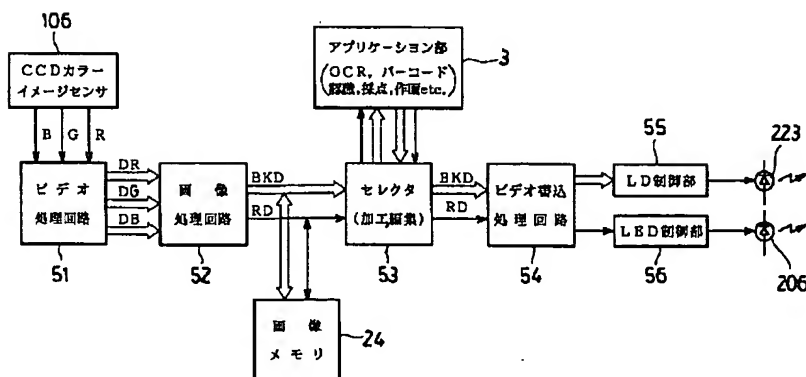 106
CCDカラー
イメージセンサ
B G R
アプリケーション部
(OCR, バーコード
認識, 採点, 作画etc.)
3
ビデオ
処理回路
51
DR
DG
DB
画像
処理回路
52
BKD
RD
セレクタ
(加工,編集)
53
BKD
RD
ビデオ書込
処理回路
54
55
LD制御部
223
LED制御部
56
206
画像
メモリ
24